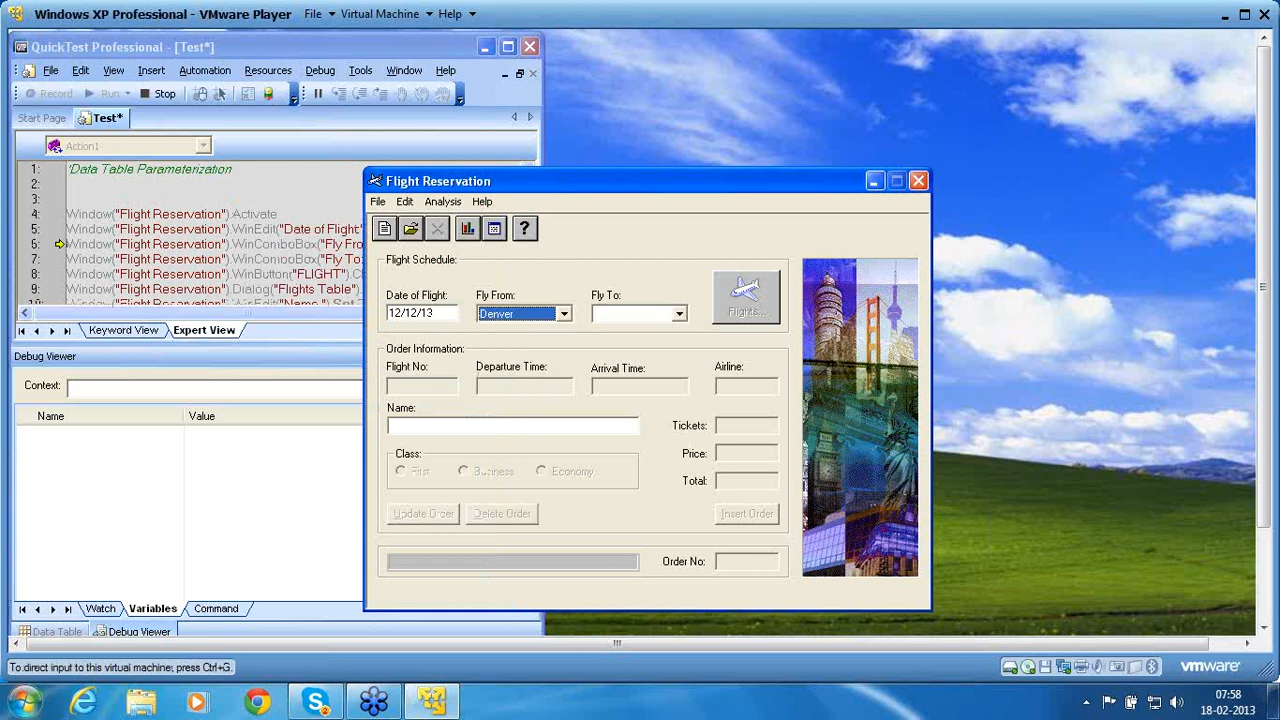 Windows XP Professional - VMware Player
File
Virtual Machine
Help
QuickTest Professional - [Test*]
File Edit View Insert Automation Resources Debug Tools Window Help
Record Run Stop
Start Page Test*
Action1
1: 'Data Table Parameterization
2:
3:
4: Window("Flight Reservation").Activate
5: Window("Flight Reservation").WinEdit("Date of Flight
6: Window("Flight Reservation").WinComboBox("Fly Fro
7: Window("Flight Reservation").WinComboBox("Fly To:
8: Window("Flight Reservation").WinButton("FLIGHT").C
9: Window("Flight Reservation").Dialog("Flights Table").
Keyword View Expert View
Debug Viewer
Context:
Name Value
Watch Variables Command
Data Table Debug Viewer
Flight Reservation
File Edit Analysis Help
?
Flight Schedule:
Date of Flight: Fly From: Fly To:
12/12/13 Denver
Flights...
Order Information:
Flight No: Departure Time: Arrival Time: Airline:
Name:
Tickets:
Class:
Price:
First Business Economy
Total:
Update Order Delete Order Insert Order
Order No:
To direct input to this virtual machine, press Ctrl+G.
vmware
07:58
18-02-2013